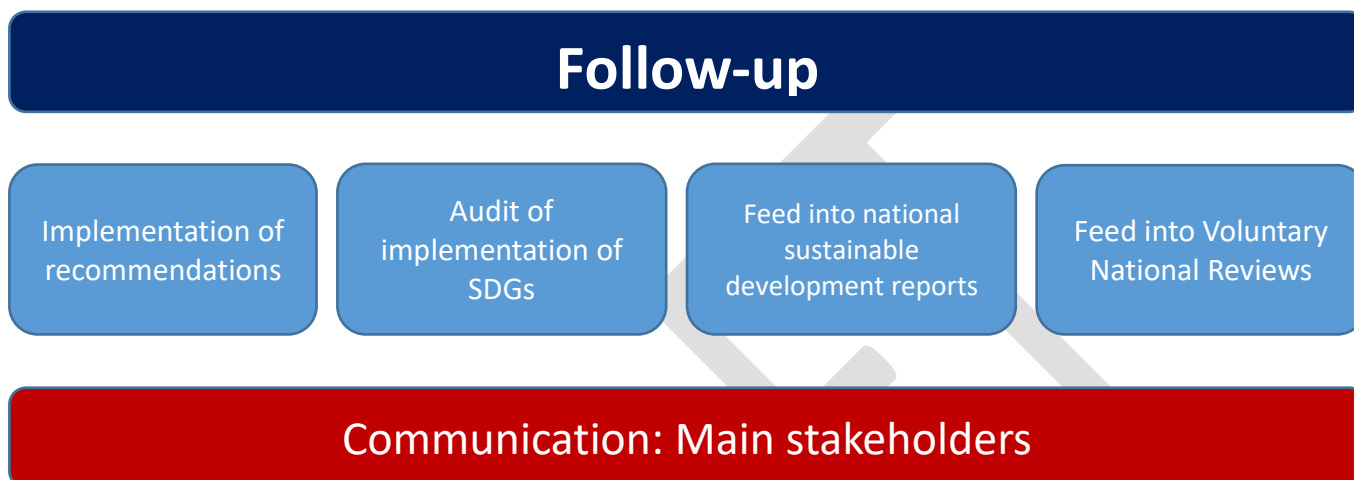 Follow-up
Implementation of
recommendations
Audit of
implementation of
SDGs
Feed into national
sustainable
development reports
Feed into Voluntary
National Reviews
Communication: Main stakeholders